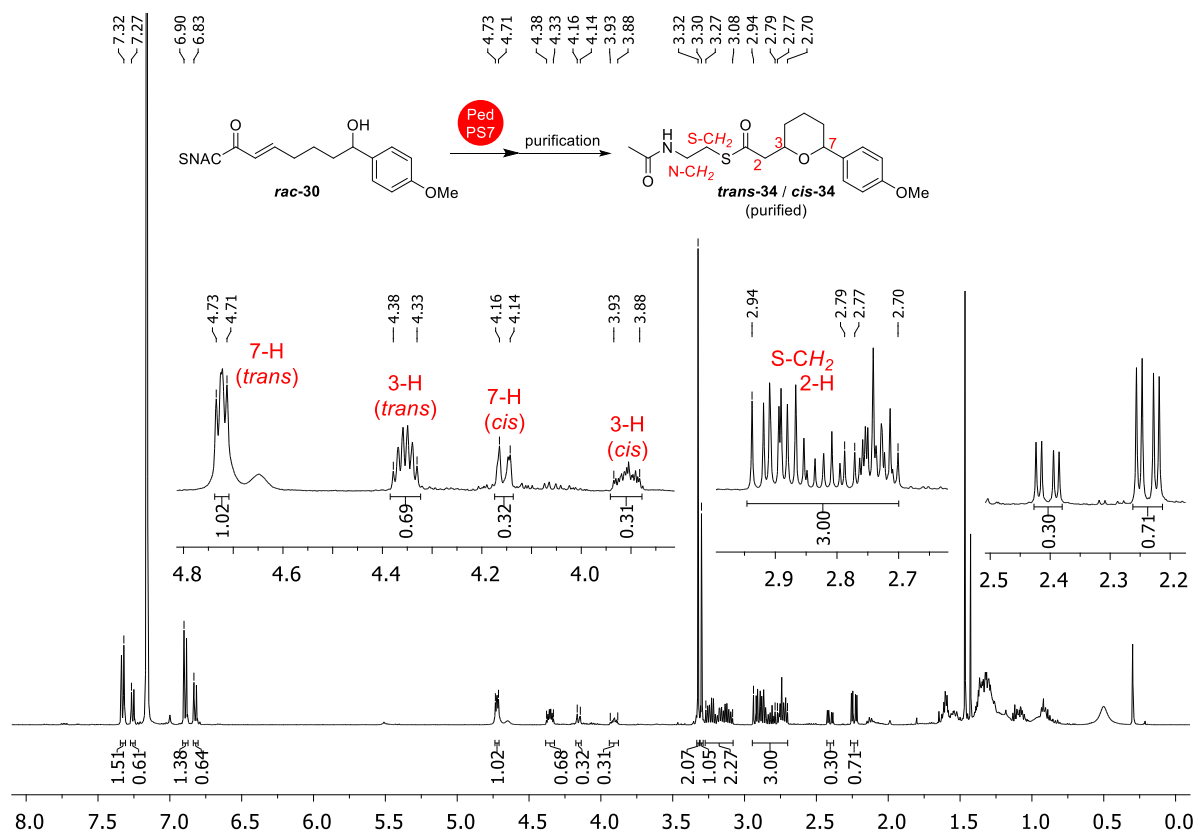 7.32 7.27 6.90 6.83 4.73 4.71 4.38 4.33 4.16 4.14 3.93 3.88 3.32 3.30 3.27 3.08 2.94 2.79 2.77 2.70
O OH
SNAC
OMe
rac-30
Ped
PS7
purification
H
N
O
N-CH2
S-CH2
S
O
2
3
O
7
OMe
trans-34 / cis-34
(purified)
4.73 4.71 4.38 4.33 4.16 4.14 3.93 3.88
7-H
(trans)
3-H
(trans)
7-H
(cis)
3-H
(cis)
1.02 0.69 0.32 0.31
4.8 4.6 4.4 4.2 4.0
2.94 2.79 2.77 2.70
S-CH2
2-H
3.00
2.9 2.8 2.7
0.30 0.71
2.5 2.4 2.3 2.2
1.51 0.61 1.38 0.64 1.02 0.68 0.32 0.31 2.07 1.05 2.27 3.00 0.30 0.71
8.0 7.5 7.0 6.5 6.0 5.5 5.0 4.5 4.0 3.5 3.0 2.5 2.0 1.5 1.0 0.5 0.0